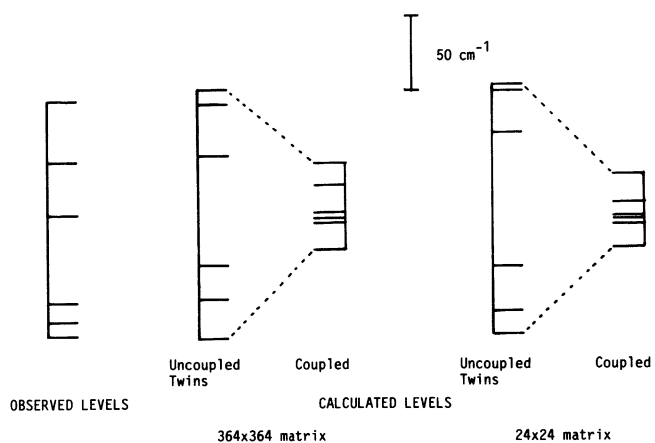 50 cm-1
Uncoupled Twins
Coupled
Uncoupled Twins
Coupled
OBSERVED LEVELS
CALCULATED LEVELS
364x364 matrix
24x24 matrix